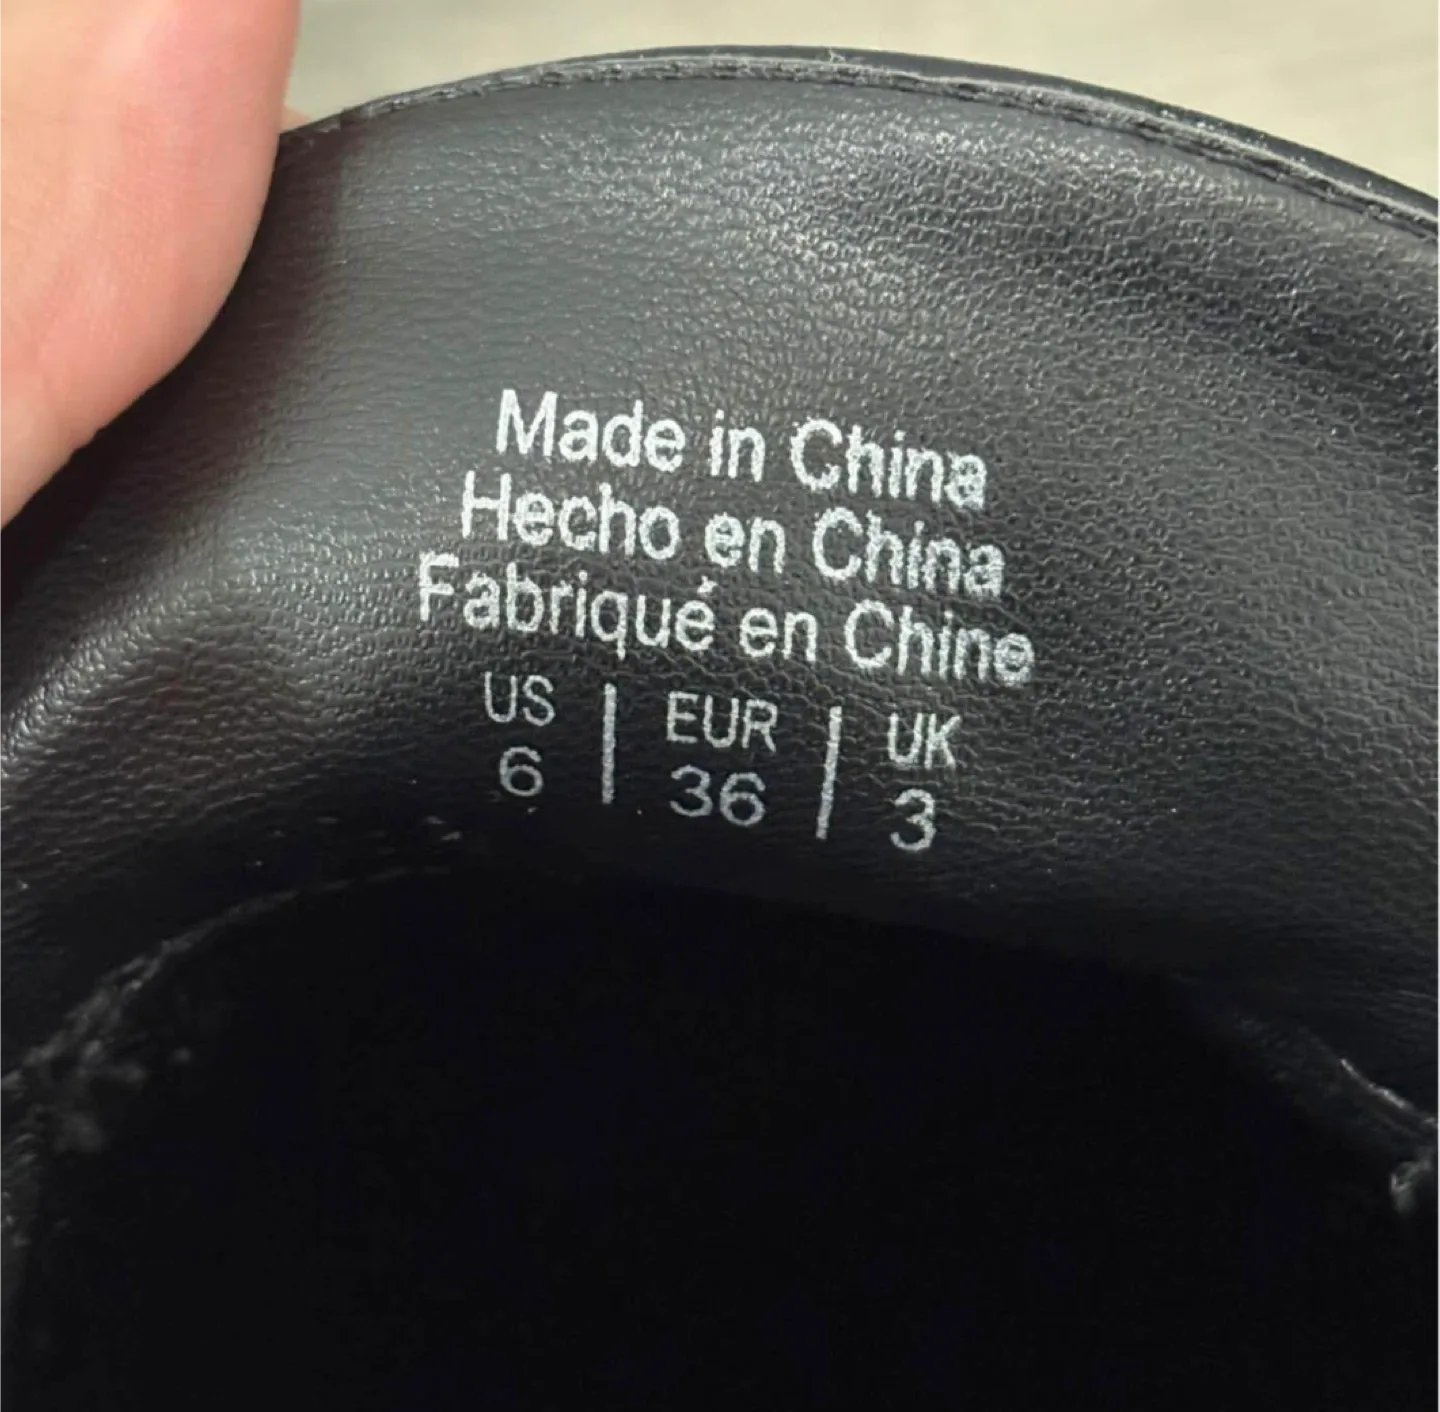 Made in China
Hecho en China
Fabriqué en Chine
US | EUR | UK
6 | 36 | 3